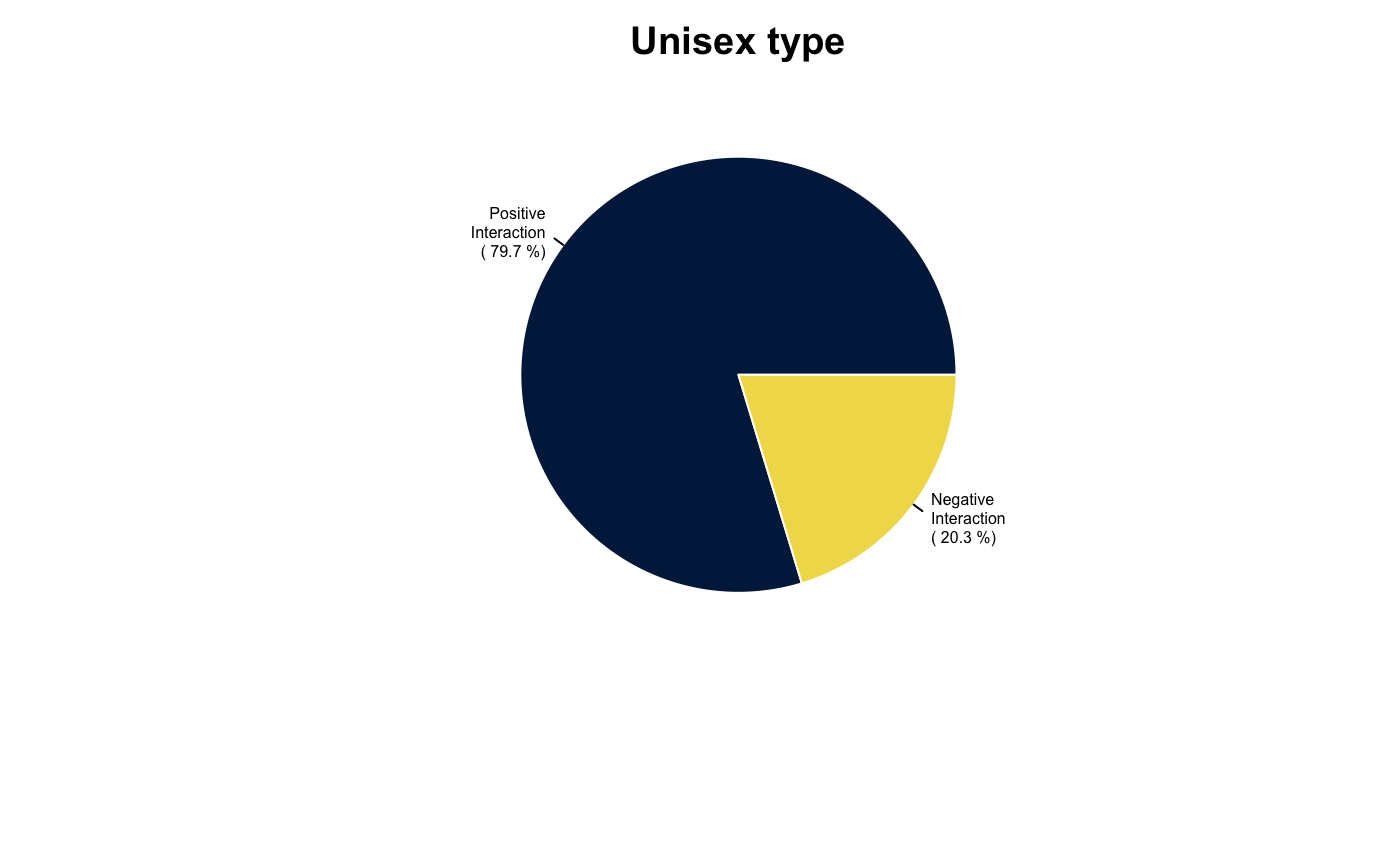 Unisex type
Positive
Interaction
( 79.7 %)
Negative
Interaction
( 20.3 %)